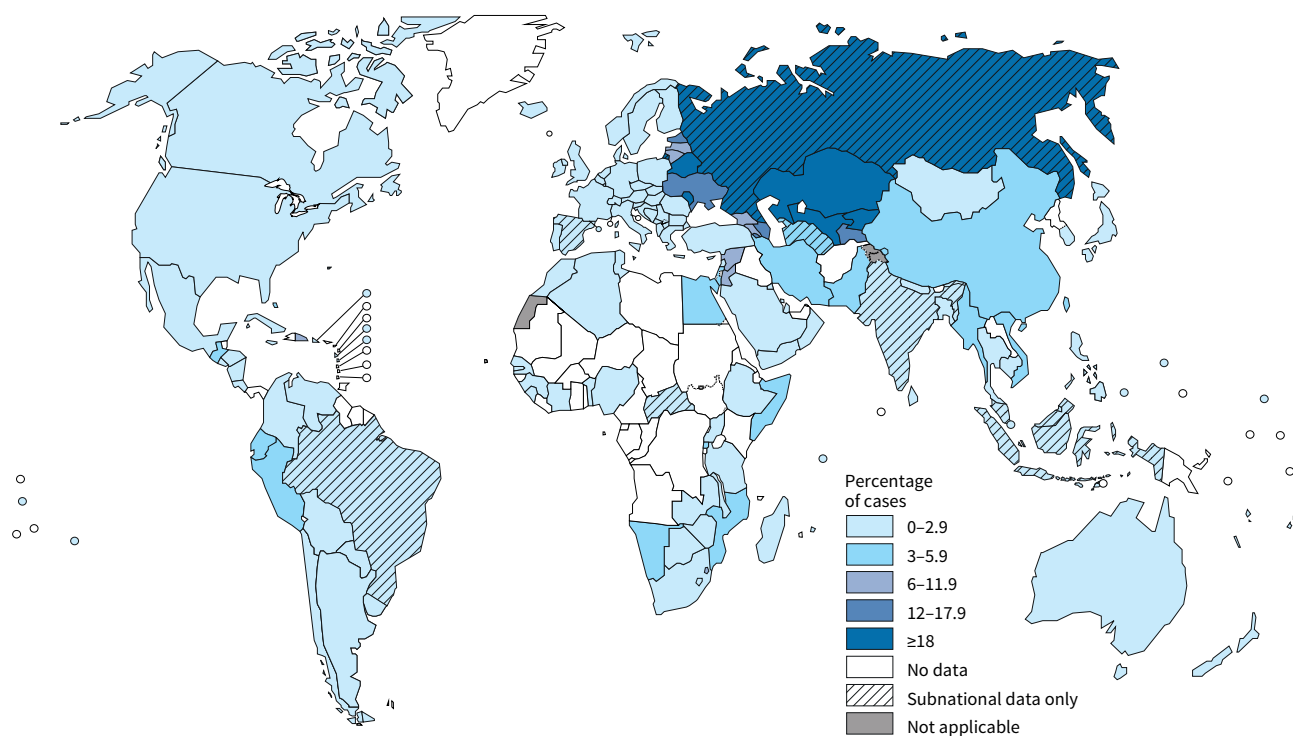 Percentage
of cases
0–2.9
3–5.9
6–11.9
12–17.9
≥18
No data
Subnational data only
Not applicable